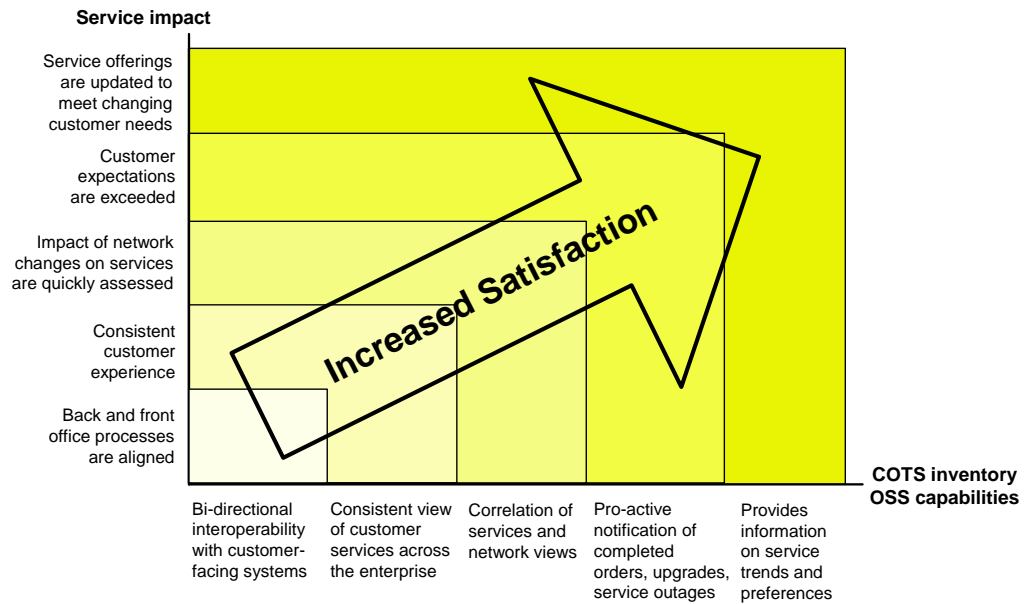 Service impact
Service offerings
are updated to
meet changing
customer needs
Customer
expectations
are exceeded
Impact of network
changes on services
are quickly assessed
Consistent
customer
experience
Back and front
office processes
are aligned
Increased Satisfaction
COTS inventory
OSS capabilities
Bi-directional
interoperability
with customer-
facing systems
Consistent view
of customer
services across
the enterprise
Correlation of
services and
network views
Pro-active
notification of
completed
orders, upgrades,
service outages
Provides
information
on service
trends and
preferences